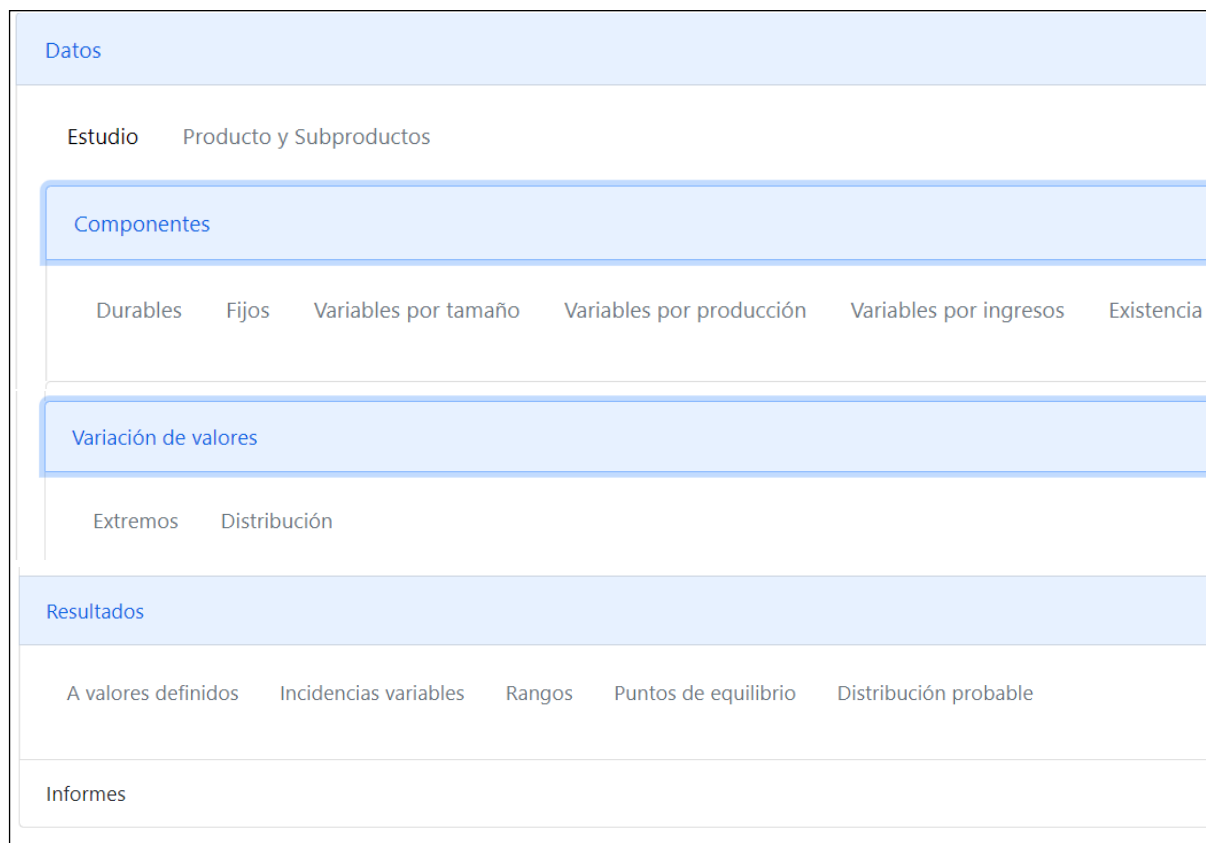 Datos
Estudio Producto y Subproductos
Componentes
Durables Fijos Variables por tamaño Variables por producción Variables por ingresos Existencia
Variación de valores
Extremos Distribución
Resultados
A valores definidos Incidencias variables Rangos Puntos de equilibrio Distribución probable
Informes